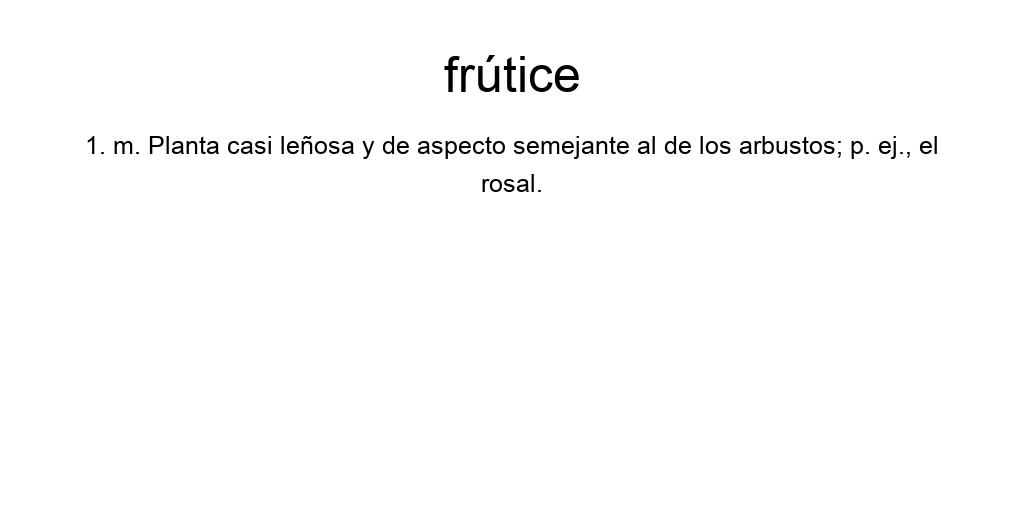 frútice
1. m. Planta casi leñosa y de aspecto semejante al de los arbustos; p. ej., el
rosal.